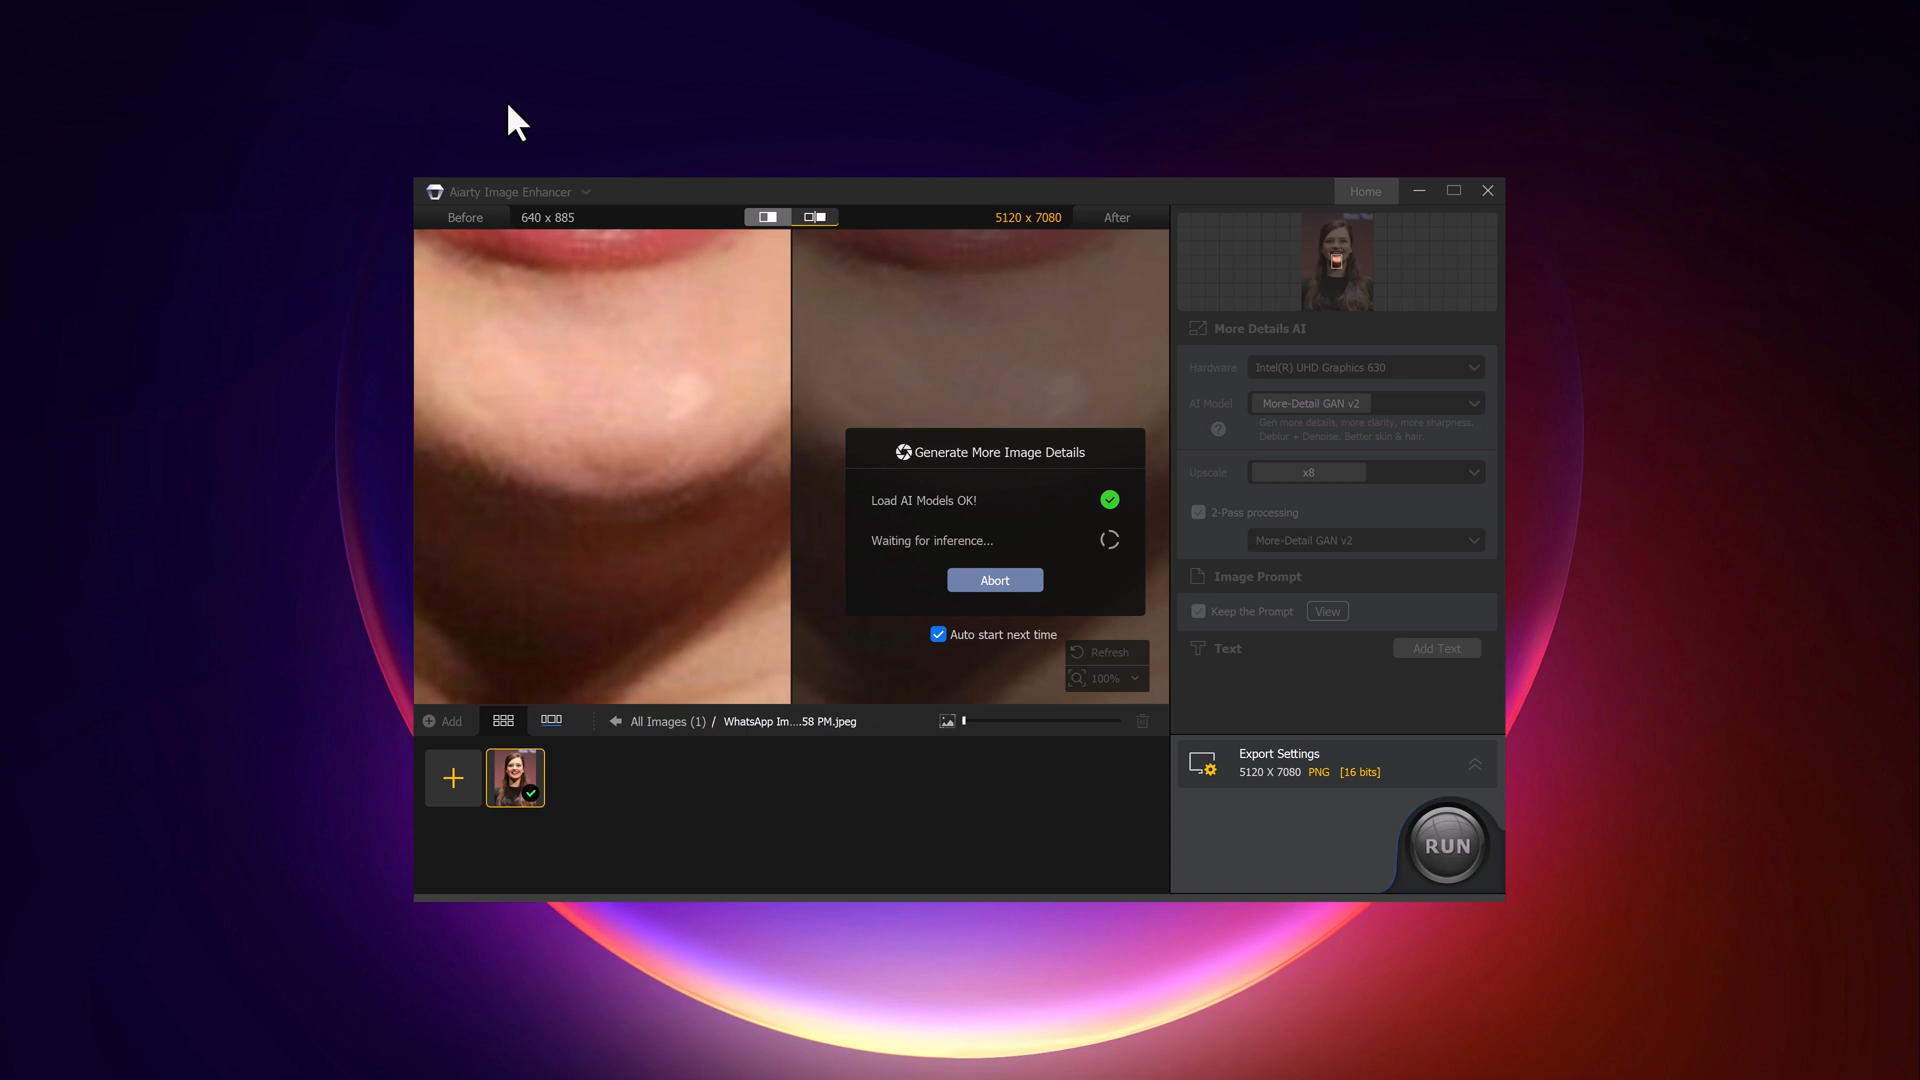 Aiarty Image Enhancer
Home
Before
640 x 885
5120 x 7080
After
More Details AI
Hardware
Intel(R) UHD Graphics 630
AI Model
More-Detail GAN v2
Gen more details, more clarity, more sharpness.
Deblur + Denoise. Better skin & hair.
Generate More Image Details
Upscale
x8
Load AI Models OK!
2-Pass processing
Waiting for inference...
More-Detail GAN v2
Abort
Image Prompt
Keep the Prompt
View
Auto start next time
Refresh
Text
Add Text
100%
Add
All Images (1) / WhatsApp Im....58 PM.jpeg
Export Settings
5120 X 7080 PNG [16 bits]
RUN